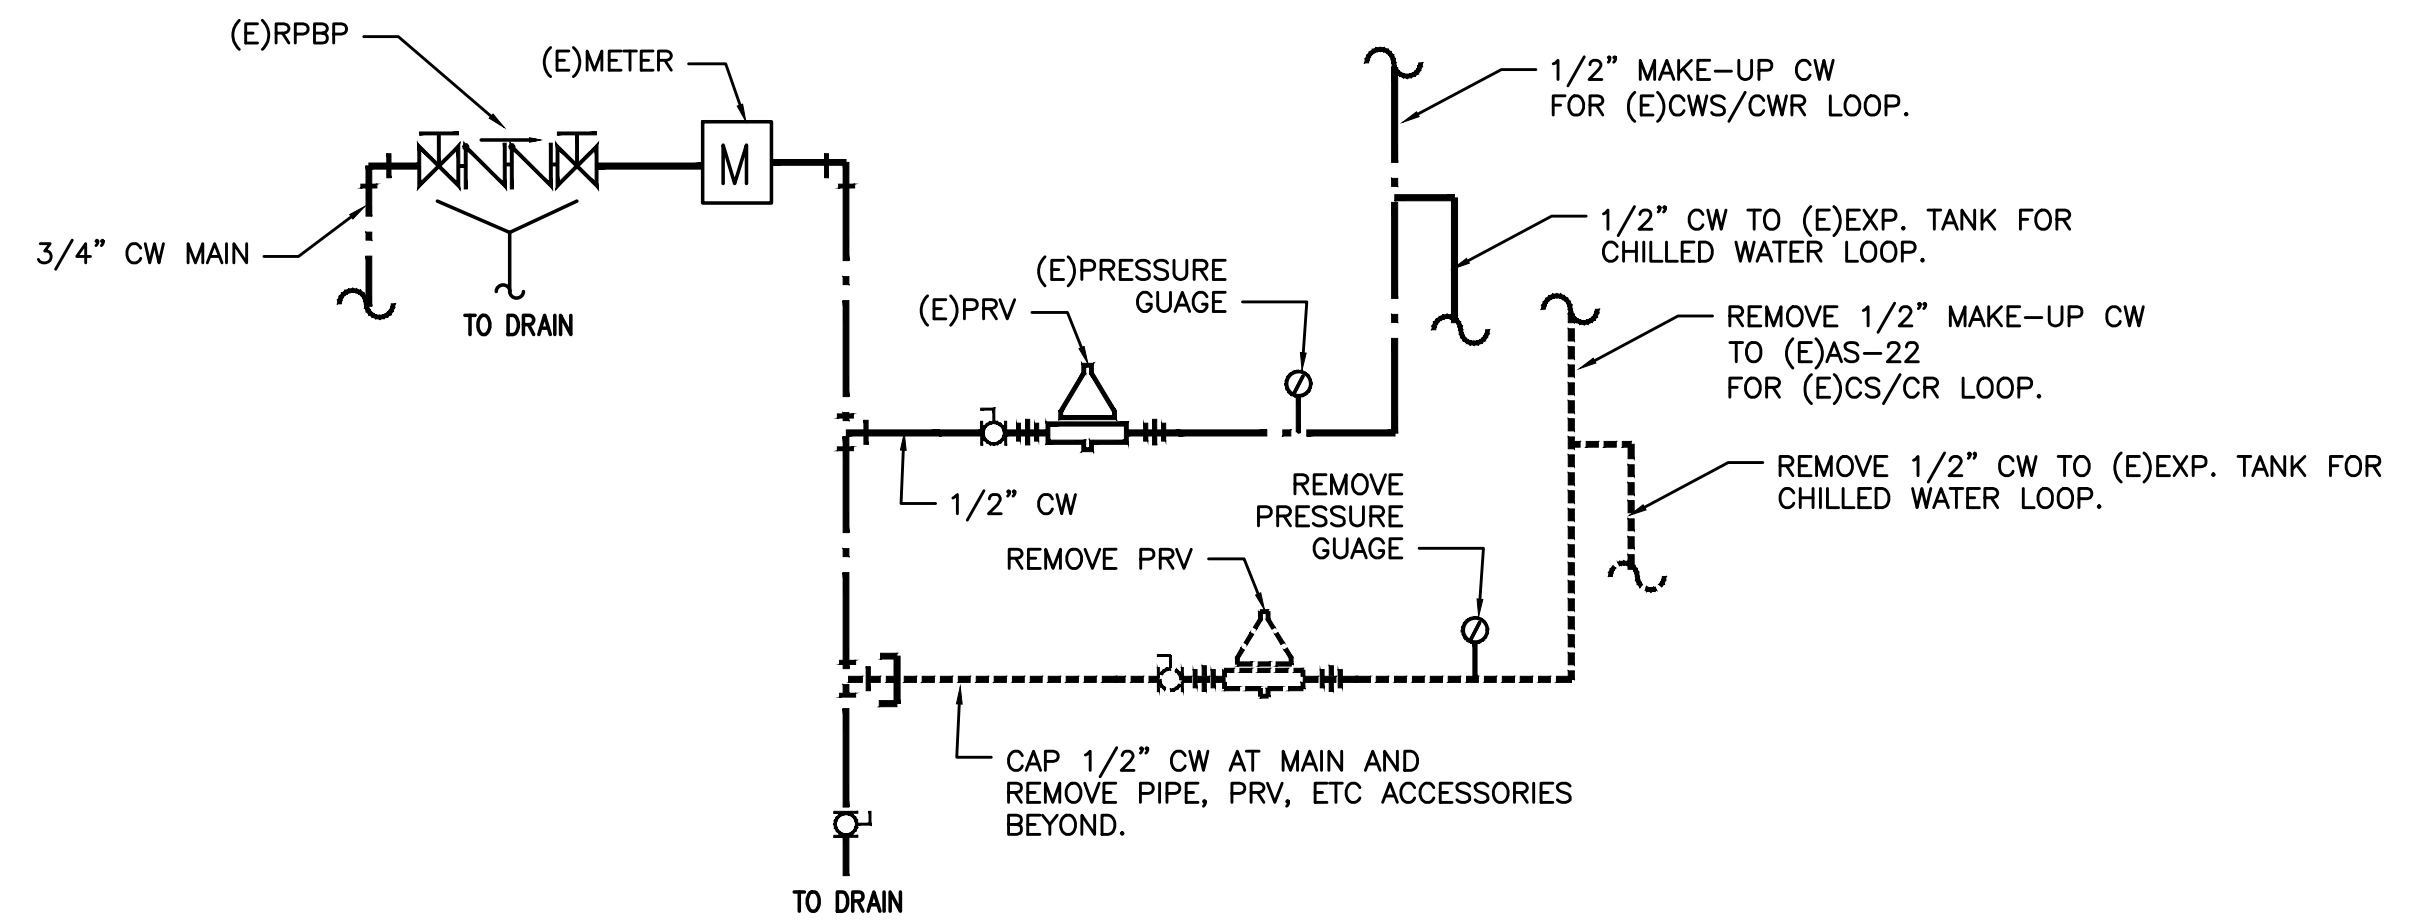 (E)RPBP
(E)METER
M
3/4” CW MAIN
TO DRAIN
1/2” MAKE-UP CW
FOR (E)CWS/CWR LOOP.
1/2” CW TO (E)EXP. TANK FOR
CHILLED WATER LOOP.
(E)PRESSURE
GUAGE
(E)PRV
REMOVE 1/2” MAKE-UP CW
TO (E)AS-22
FOR (E)CS/CR LOOP.
REMOVE 1/2” CW TO (E)EXP. TANK FOR
CHILLED WATER LOOP.
1/2” CW
REMOVE
PRESSURE
GUAGE
REMOVE PRV
CAP 1/2” CW AT MAIN AND
REMOVE PIPE, PRV, ETC ACCESSORIES
BEYOND.
TO DRAIN